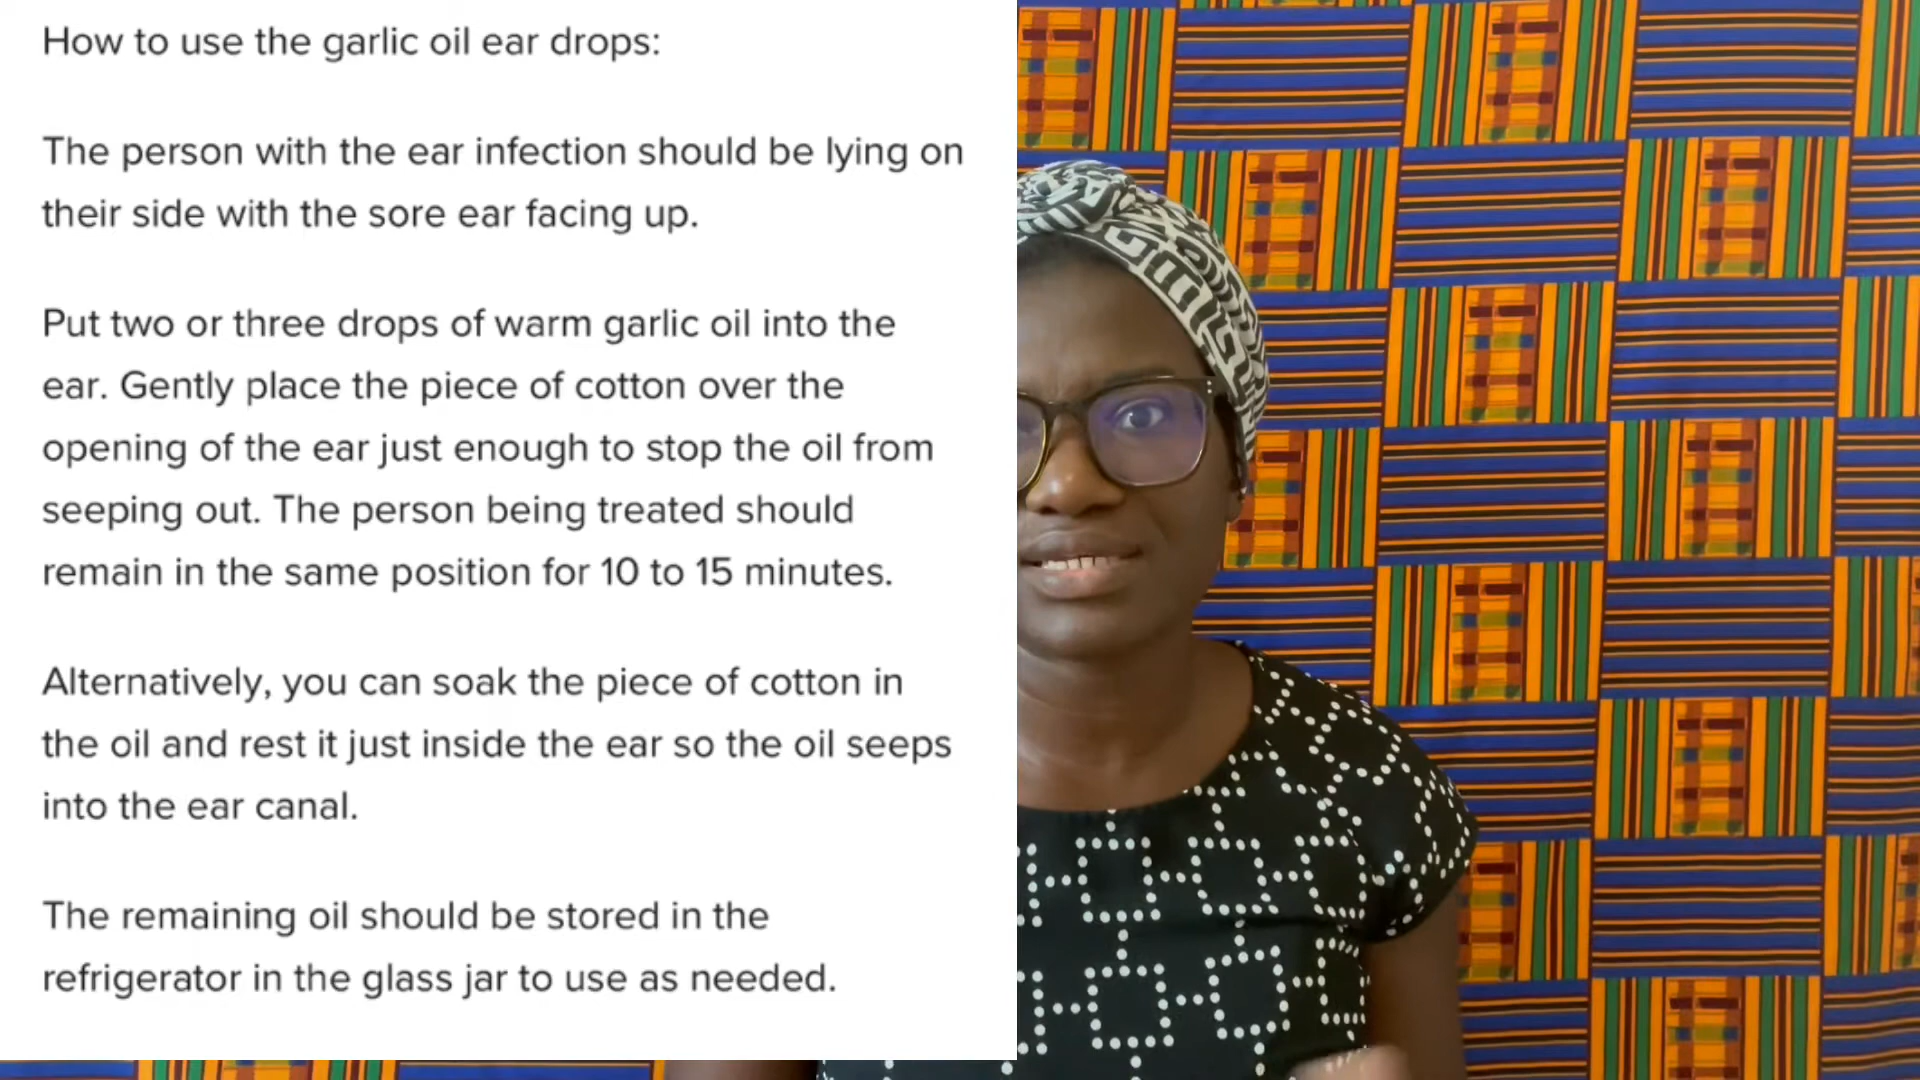 How to use the garlic oil ear drops:
The person with the ear infection should be lying on
their side with the sore ear facing up.
Put two or three drops of warm garlic oil into the
ear. Gently place the piece of cotton over the
opening of the ear just enough to stop the oil from
seeping out. The person being treated should
remain in the same position for 10 to 15 minutes.
Alternatively, you can soak the piece of cotton in
the oil and rest it just inside the ear so the oil seeps
into the ear canal.
The remaining oil should be stored in the
refrigerator in the glass jar to use as needed.